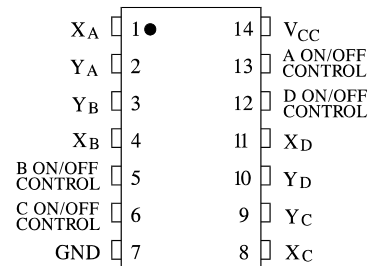 XA 1 14 VCC
YA 2 13 A ON/OFF CONTROL
YB 3 12 D ON/OFF CONTROL
XB 4 11 XD
B ON/OFF CONTROL 5 10 YD
C ON/OFF CONTROL 6 9 YC
GND 7 8 XC